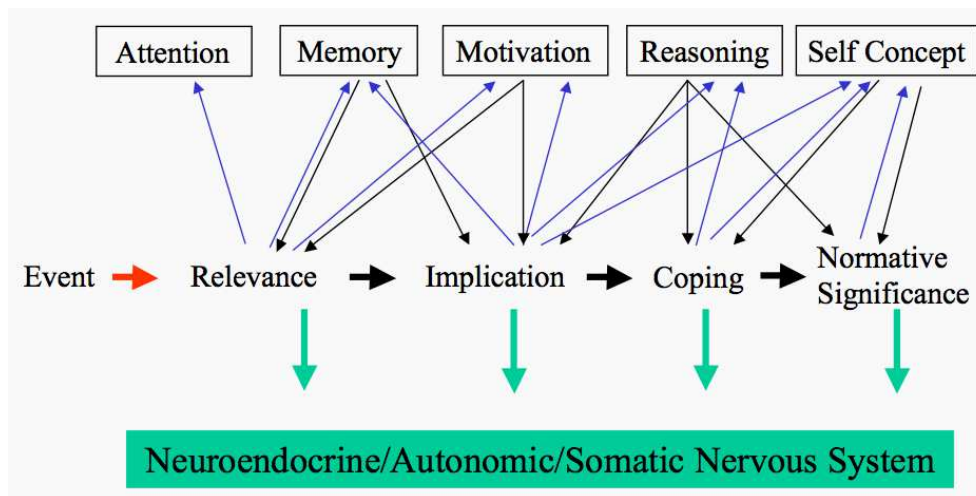 Attention
Memory
Motivation
Reasoning
Self Concept
Event
Relevance
Implication
Coping
Normative
Significance
Neuroendocrine/Autonomic/Somatic Nervous System